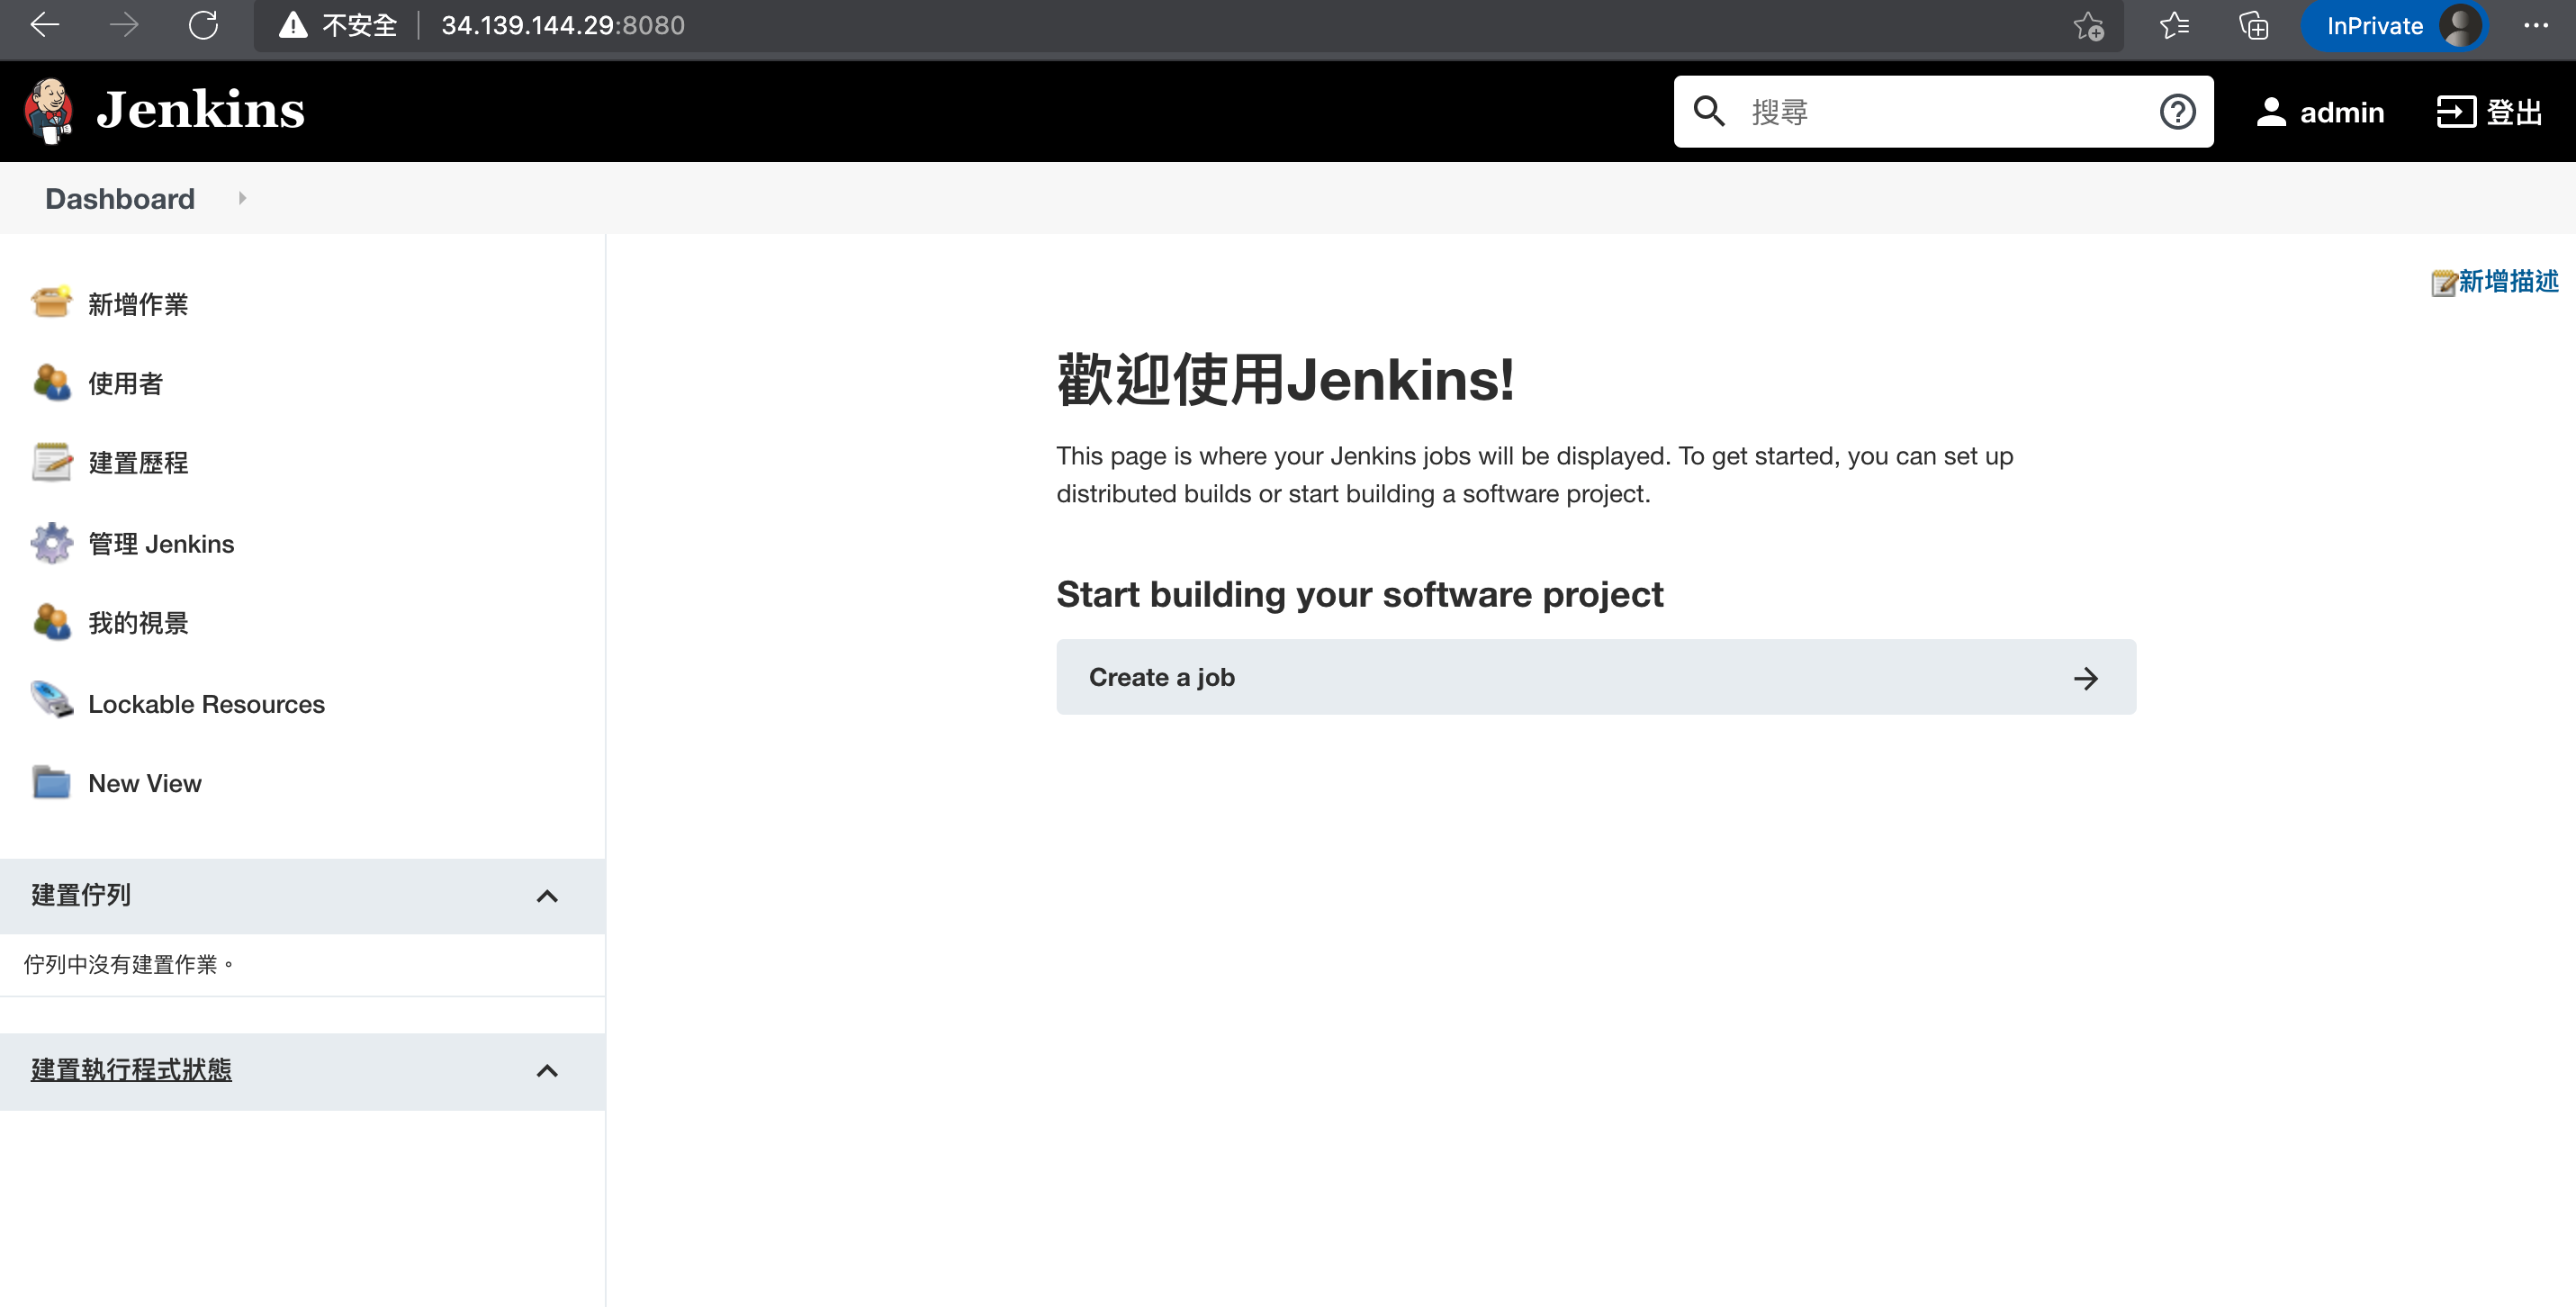 不安全 34.139.144.29:8080 InPrivate
Jenkins 搜尋 admin 登出
Dashboard
新增描述
新增作業
使用者
建置歷程
管理 Jenkins
我的視景
Lockable Resources
New View
建置佇列
佇列中沒有建置作業。
建置執行程式狀態
歡迎使用Jenkins!
This page is where your Jenkins jobs will be displayed. To get started, you can set up
distributed builds or start building a software project.
Start building your software project
Create a job